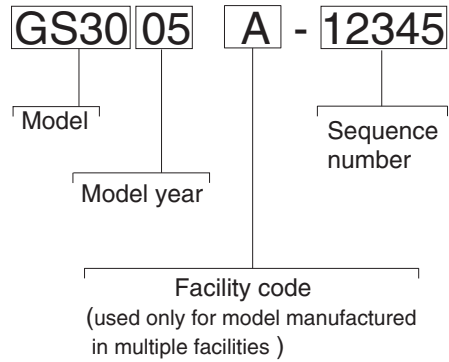 GS30 05 A - 12345
Model
Sequence
number
Model year
Facility code
(used only for model manufactured
in multiple facilities )